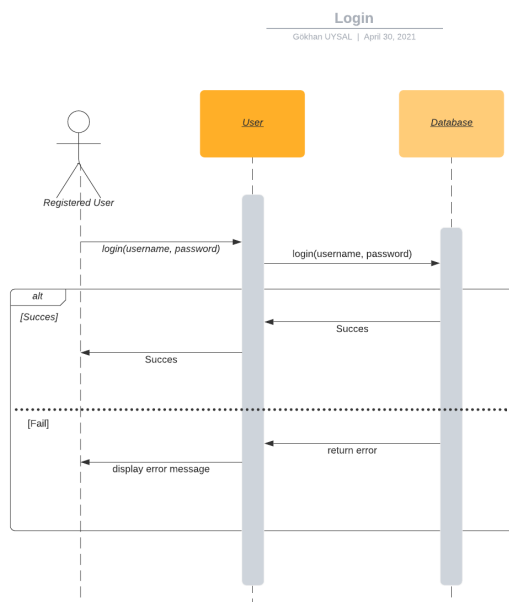 Login
Gökhan UYSAL | April 30, 2021
User
Database
Registered User
login(username, password)
login(username, password)
alt
[Succes]
Succes
Succes
[Fail]
return error
display error message